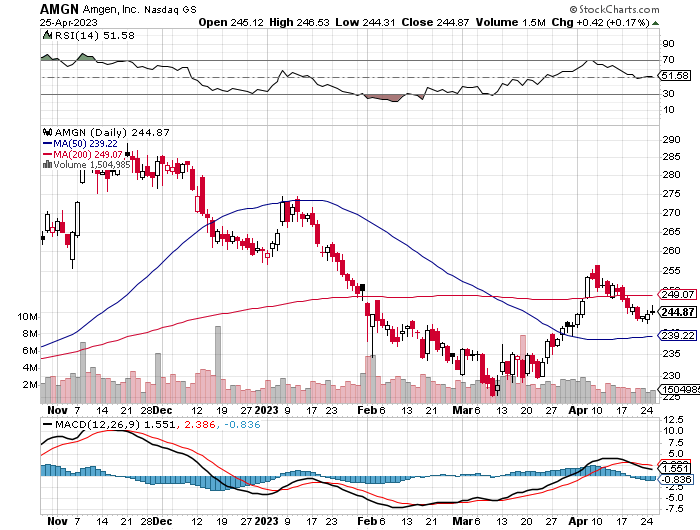 AMGN Amgen, Inc. Nasdaq GS © StockCharts.com
25-Apr-2023 Open 245.12 High 246.53 Low 244.31 Close 244.87 Volume 1.5M Chg +0.42 (+0.17%)
RSI(14) 51.58
90
70
51.58
30
10
AMGN (Daily) 244.87
MA(50) 239.22
MA(200) 249.07
Volume 1,504,985
290
285
280
275
270
265
260
255
249.07
244.87
239.22
235
230
1504985
225
10M
8M
6M
4M
2M
Nov 7 14 21 28 Dec 12 19 27 2023 9 17 23 Feb 6 13 21 Mar 6 13 20 27 Apr 10 17 24
MACD(12,26,9) 1.551, 2.386, -0.836
12.5
10.0
7.5
5.0
1.551
-0.836
-2.5
-5.0
-7.5
Nov 7 14 21 28 Dec 12 19 27 2023 9 17 23 Feb 6 13 21 Mar 6 13 20 27 Apr 10 17 24